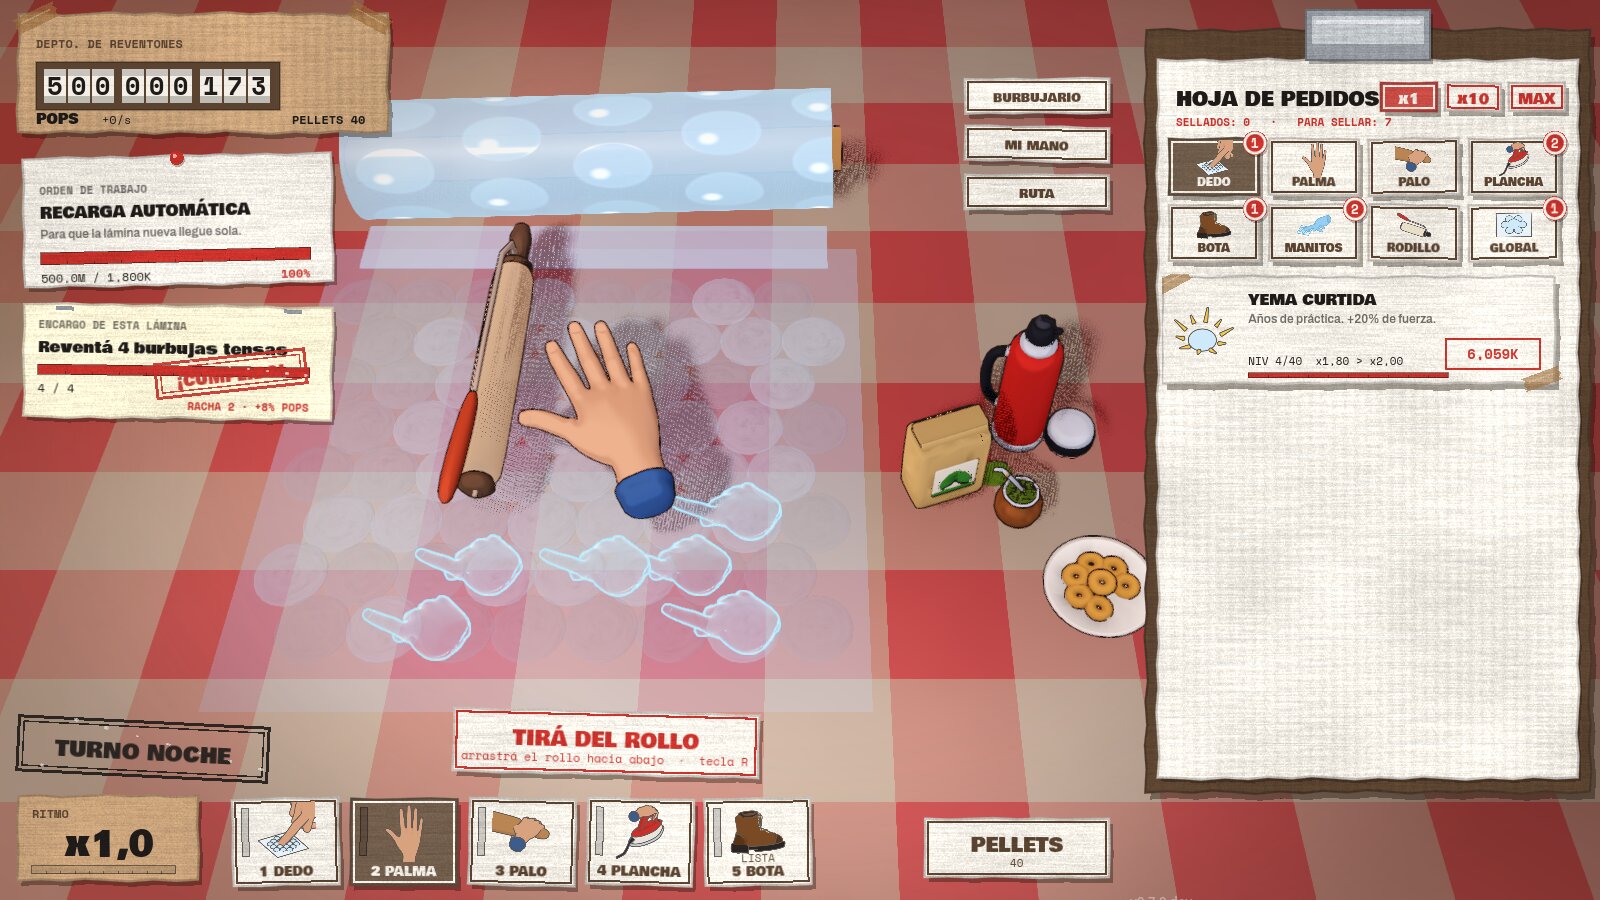 DEPTO. DE REVENTONES
500 000 173
POPS +0/s PELLETS 40
ORDEN DE TRABAJO
RECARGA AUTOMÁTICA
Para que la lámina nueva llegue sola.
500.0M / 1.800K 100%
ENCARGO DE ESTA LÁMINA
Reventá 4 burbujas tensas
4 / 4
RACHA 2 · +8% POPS
BURBUJARIO
MI MANO
RUTA
HOJA DE PEDIDOS x1 x10 MAX
SELLADOS: 0 · PARA SELLAR: 7
1 2
DEDO PALMA PALO PLANCHA
1 2 1
BOTA MANITOS RODILLO GLOBAL
YEMA CURTIDA
Años de práctica. +20% de fuerza.
NIV 4/40 x1,80 > x2,00 6.059K
TURNO NOCHE
TIRÁ DEL ROLLO
arrastrá el rollo hacia abajo · tecla R
RITMO
x1,0
1 DEDO 2 PALMA 3 PALO 4 PLANCHA
LISTA
5 BOTA
PELLETS
40